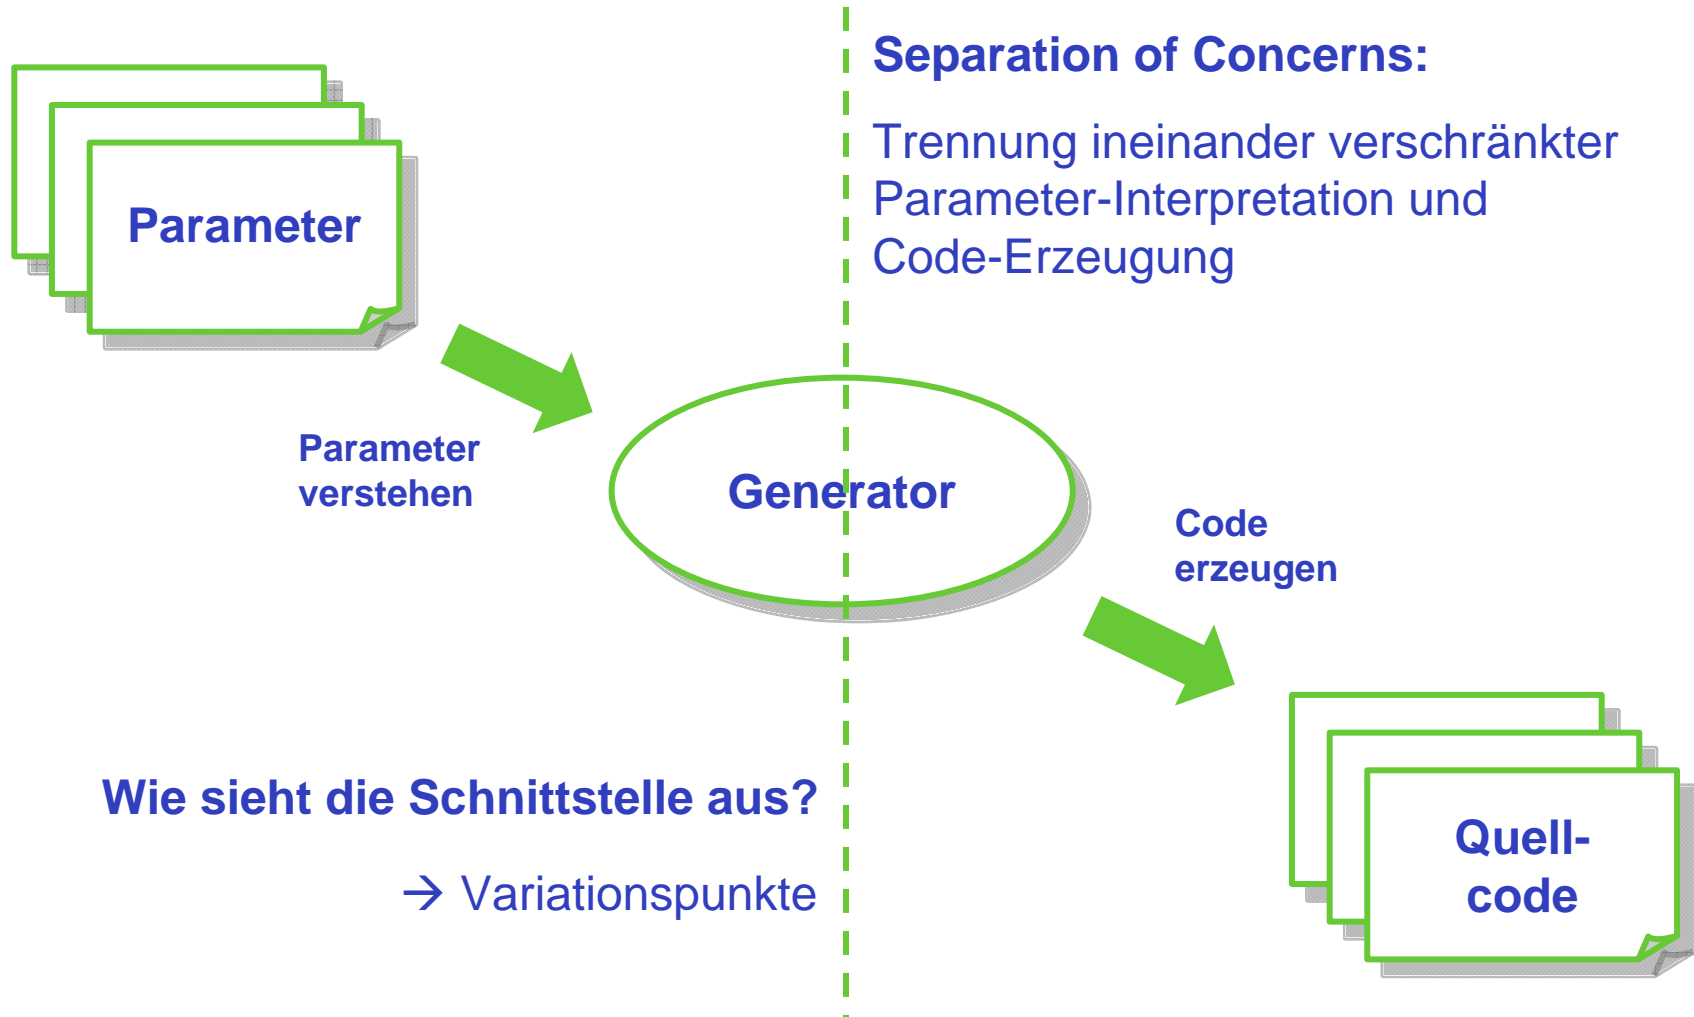 Separation of Concerns:
Trennung ineinander verschränkter
Parameter-Interpretation und
Code-Erzeugung
Parameter
Parameter
verstehen
Generator
Code
erzeugen
Wie sieht die Schnittstelle aus?
→ Variationspunkte
Quell-
code